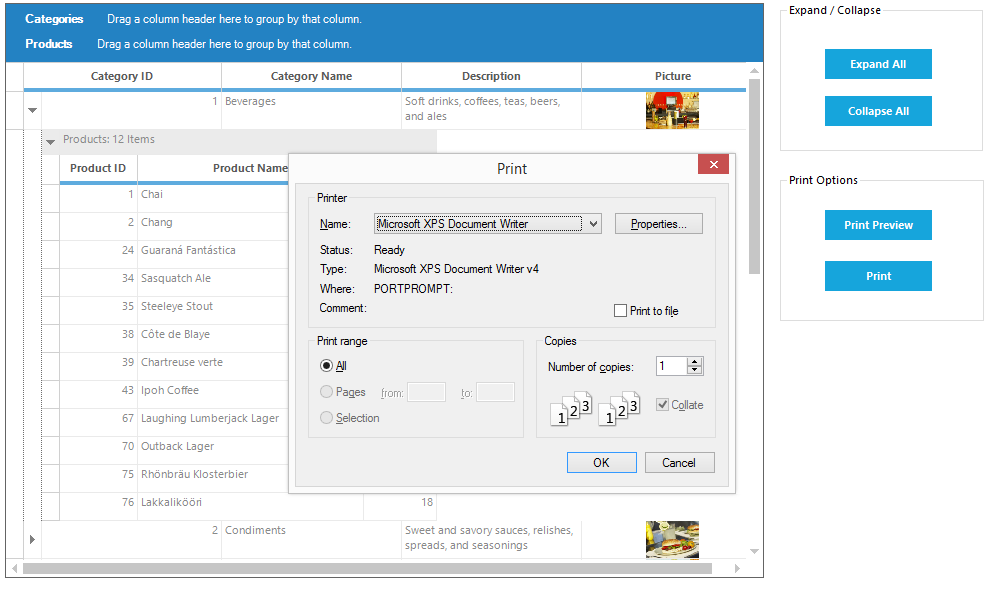 Categories Drag a column header here to group by that column.
Products Drag a column header here to group by that column.
Category ID Category Name Description Picture
1 Beverages Soft drinks, coffees, teas, beers,
and ales
Products: 12 Items
Product ID Product Name
1 Chai
2 Chang
24 Guaraná Fantástica
34 Sasquatch Ale
35 Steeleye Stout
38 Côte de Blaye
39 Chartreuse verte
43 Ipoh Coffee
67 Laughing Lumberjack Lager
70 Outback Lager
75 Rhönbräu Klosterbier
76 Lakkalikööri 18
2 Condiments Sweet and savory sauces, relishes,
spreads, and seasonings
Print
Printer
Name: Microsoft XPS Document Writer Properties...
Status: Ready
Type: Microsoft XPS Document Writer v4
Where: PORTPROMPT:
Comment: Print to file
Print range
All
Pages from: to:
Selection
Copies
Number of copies: 1
1 2 3 1 2 3 Collate
OK Cancel
Expand / Collapse
Expand All
Collapse All
Print Options
Print Preview
Print